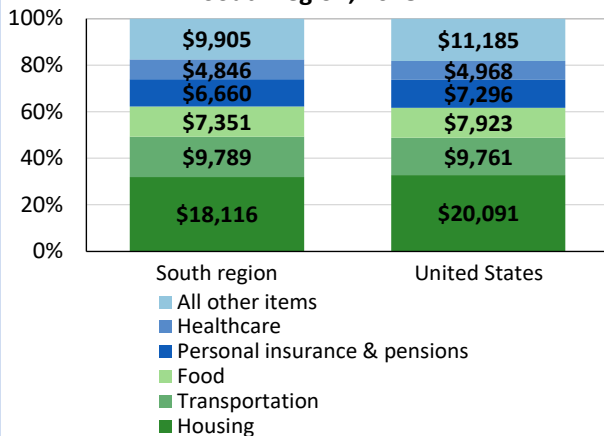 100%
80%
60%
40%
20%
0%
$9,905
$4,846
$6,660
$7,351
$9,789
$18,116
$11,185
$4,968
$7,296
$7,923
$9,761
$20,091
South region
United States
All other items
Healthcare
Personal insurance & pensions
Food
Transportation
Housing